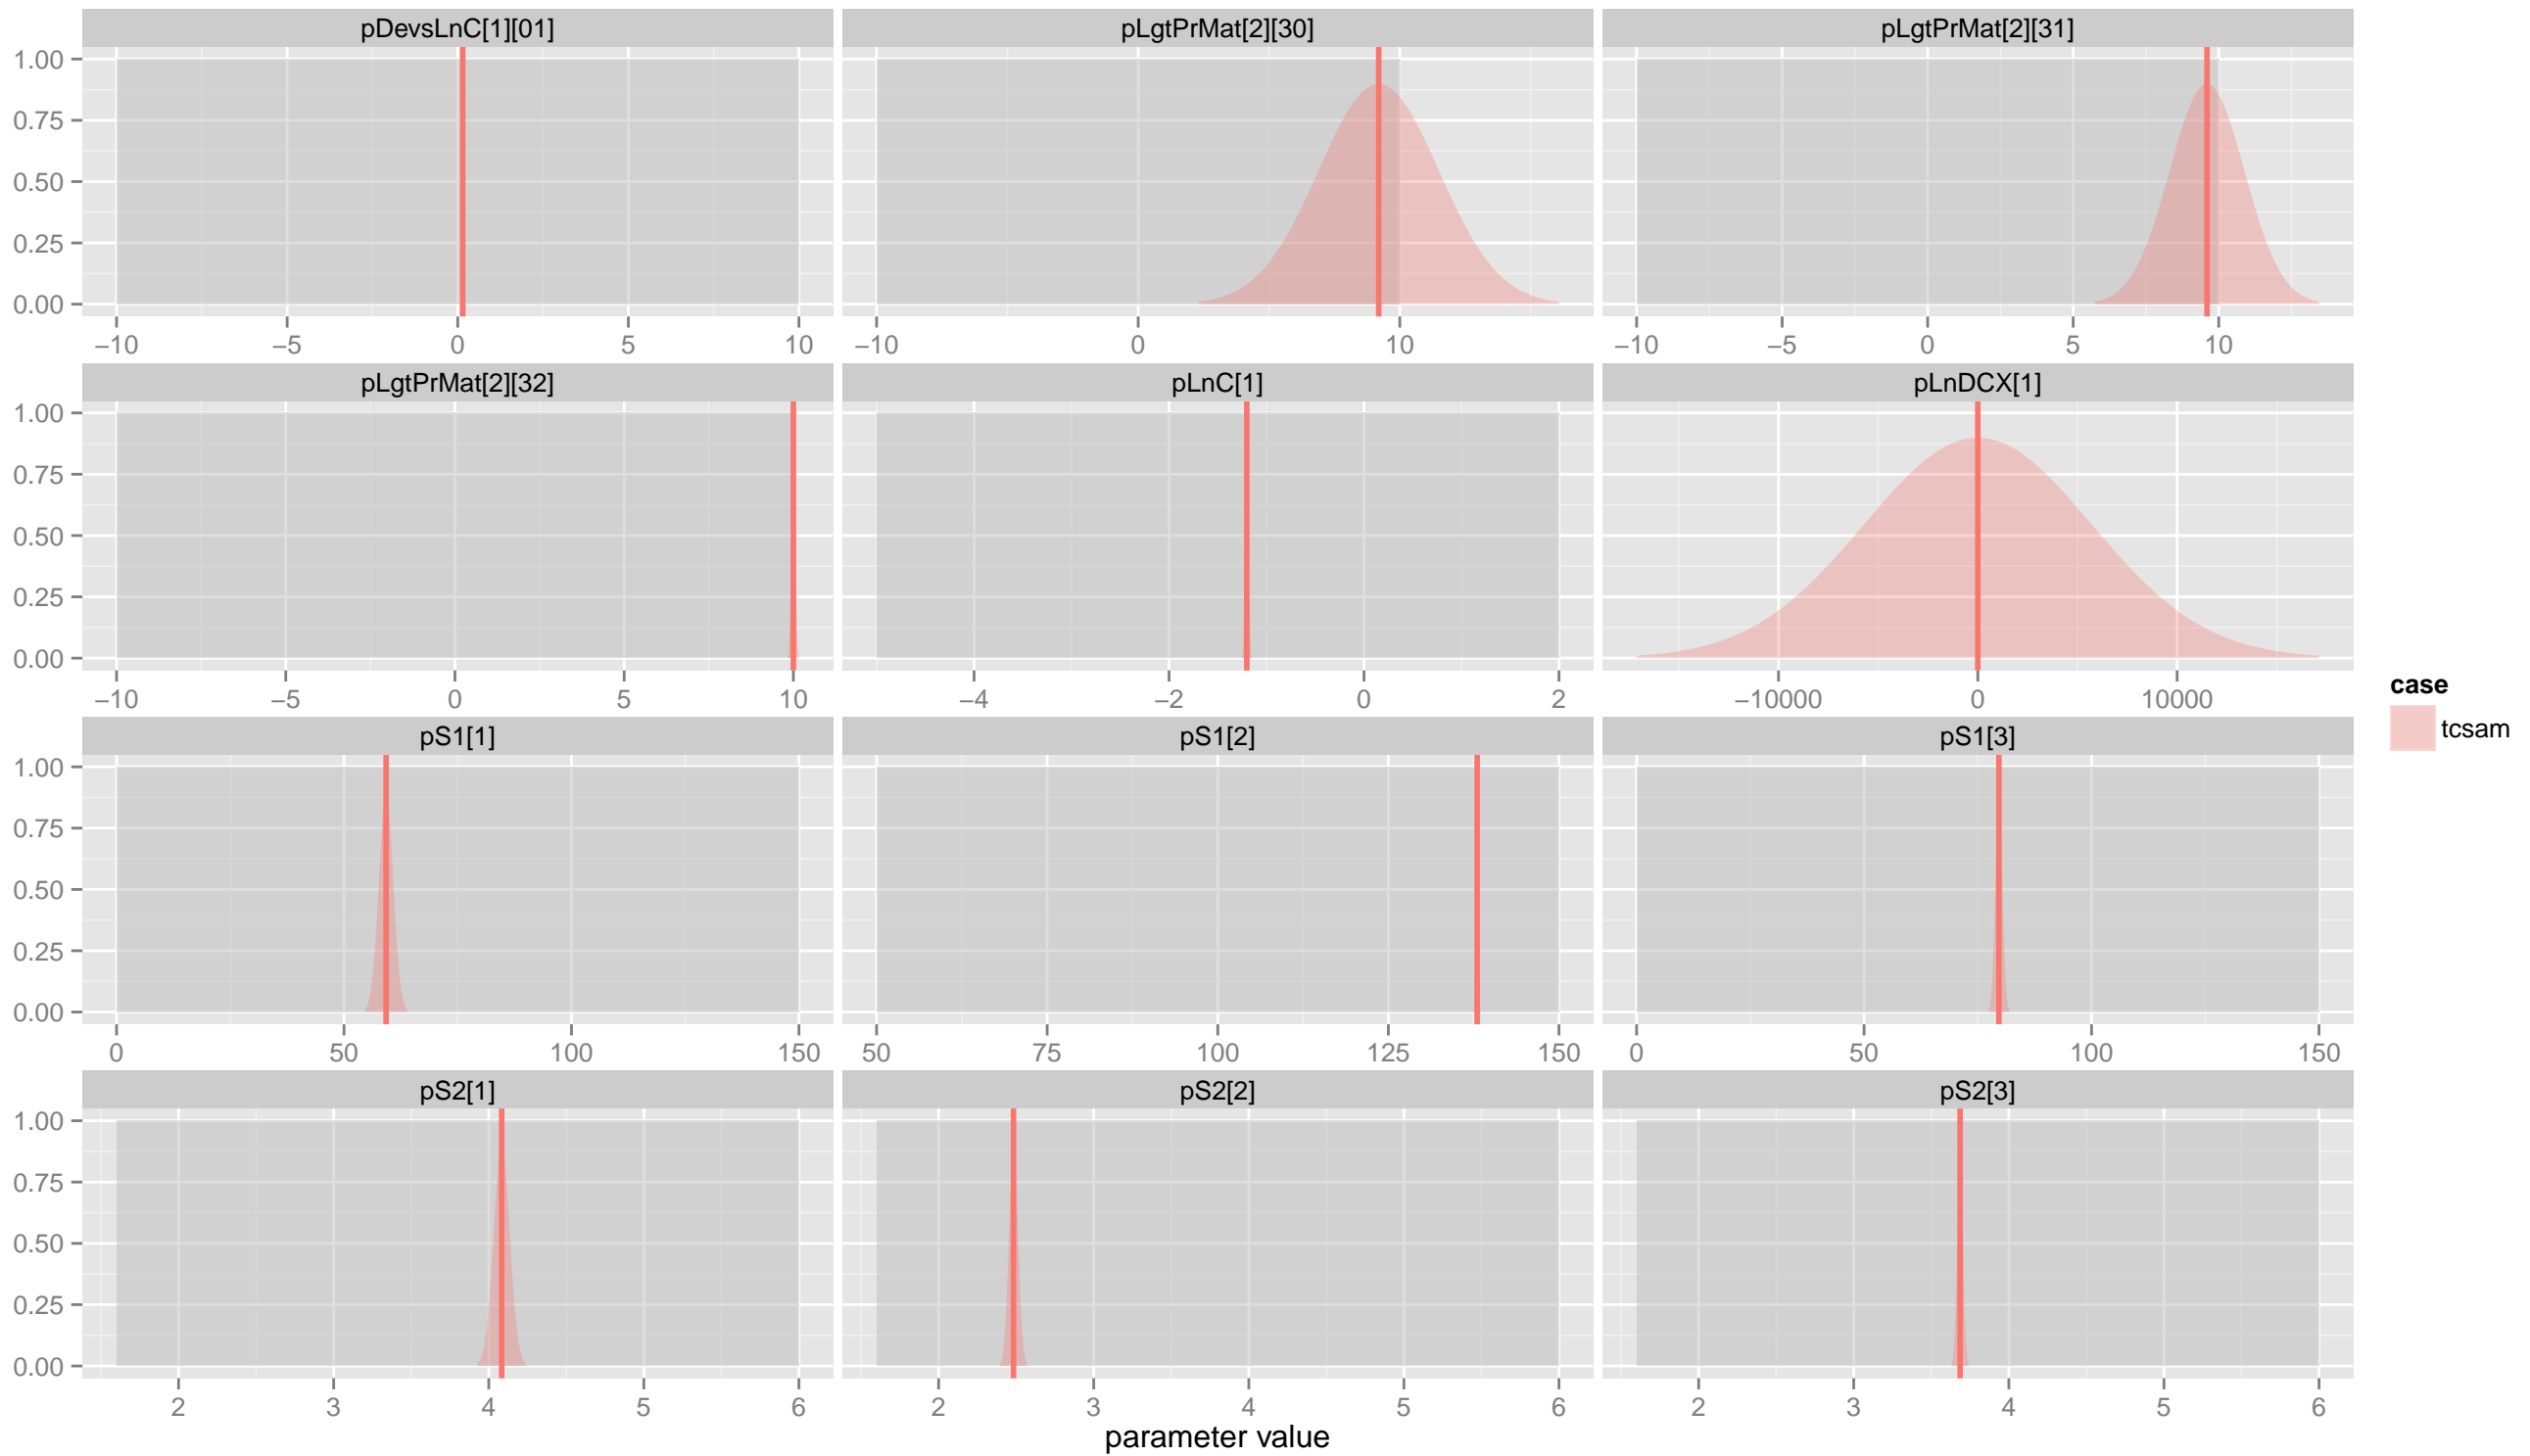 pDevsLnC[1][01] pLgtPrMat[2][30] pLgtPrMat[2][31]
1.00
0.75
0.50
0.25
0.00
−10 −5 0 5 10 −10 0 10 −10 −5 0 5 10
pLgtPrMat[2][32] pLnC[1] pLnDCX[1]
1.00
0.75
0.50
0.25
0.00
−10 −5 0 5 10 −4 −2 0 2 −10000 0 10000
case
tcsam
pS1[1] pS1[2] pS1[3]
1.00
0.75
0.50
0.25
0.00
0 50 100 150 50 75 100 125 150 0 50 100 150
pS2[1] pS2[2] pS2[3]
1.00
0.75
0.50
0.25
0.00
2 3 4 5 6 2 3 4 5 6 2 3 4 5 6
parameter value